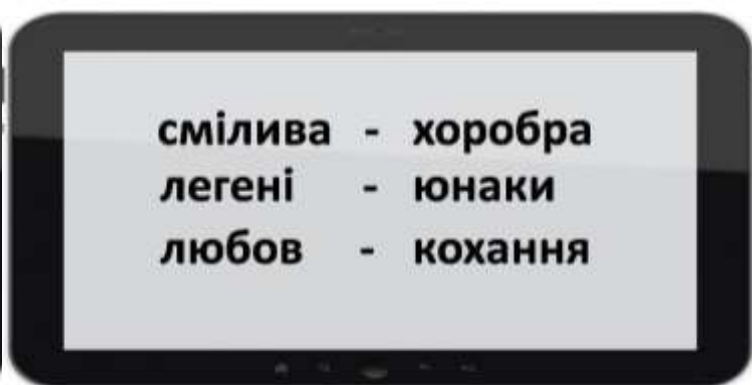 смілива - хоробра
легені - юнаки
любов - кохання